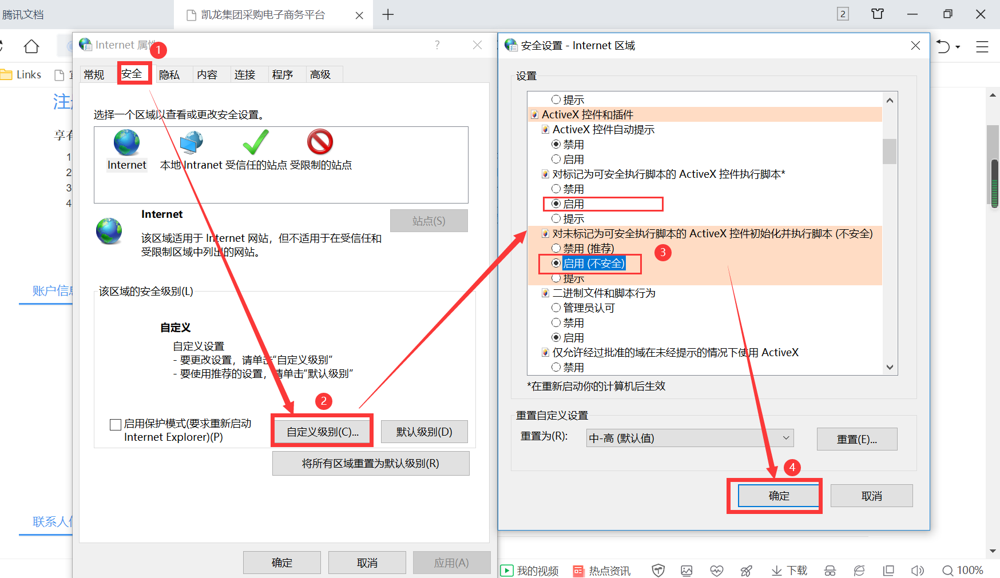 腾讯文档
凯龙集团采购电子商务平台
2
Links
注
享有
1
2
3
4
账户信息
联系人信
Internet 属性
1
?
常规
安全
隐私
内容
连接
程序
高级
选择一个区域以查看或更改安全设置。
Internet
本地 Intranet
受信任的站点
受限制的站点
Internet
站点(S)
该区域适用于 Internet 网站，但不适用于在受信任和
受限制区域中列出的网站。
该区域的安全级别(L)
自定义
自定义设置
- 要更改设置，请单击“自定义级别”
- 要使用推荐的设置，请单击“默认级别”
2
启用保护模式(要求重新启动
Internet Explorer)(P)
自定义级别(C)...
默认级别(D)
将所有区域重置为默认级别(R)
确定
取消
应用(A)
安全设置 - Internet 区域
设置
提示
ActiveX 控件和插件
ActiveX 控件自动提示
禁用
启用
对标记为可安全执行脚本的 ActiveX 控件执行脚本*
禁用
启用
提示
对未标记为可安全执行脚本的 ActiveX 控件初始化并执行脚本 (不安全)
禁用 (推荐)
3
启用 (不安全)
提示
二进制文件和脚本行为
管理员认可
禁用
启用
仅允许经过批准的域在未经提示的情况下使用 ActiveX
禁用
*在重新启动你的计算机后生效
重置自定义设置
重置为(R):
中-高 (默认值)
重置(E)...
4
确定
取消
我的视频
热点资讯
下载
100%